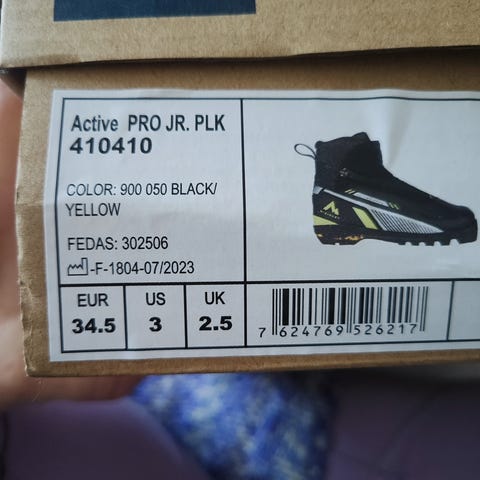 Active PRO JR. PLK
410410
COLOR: 900 050 BLACK/
YELLOW
FEDAS: 302506
-F-1804-07/2023
EUR US UK
34.5 3 2.5
7 624769 526217